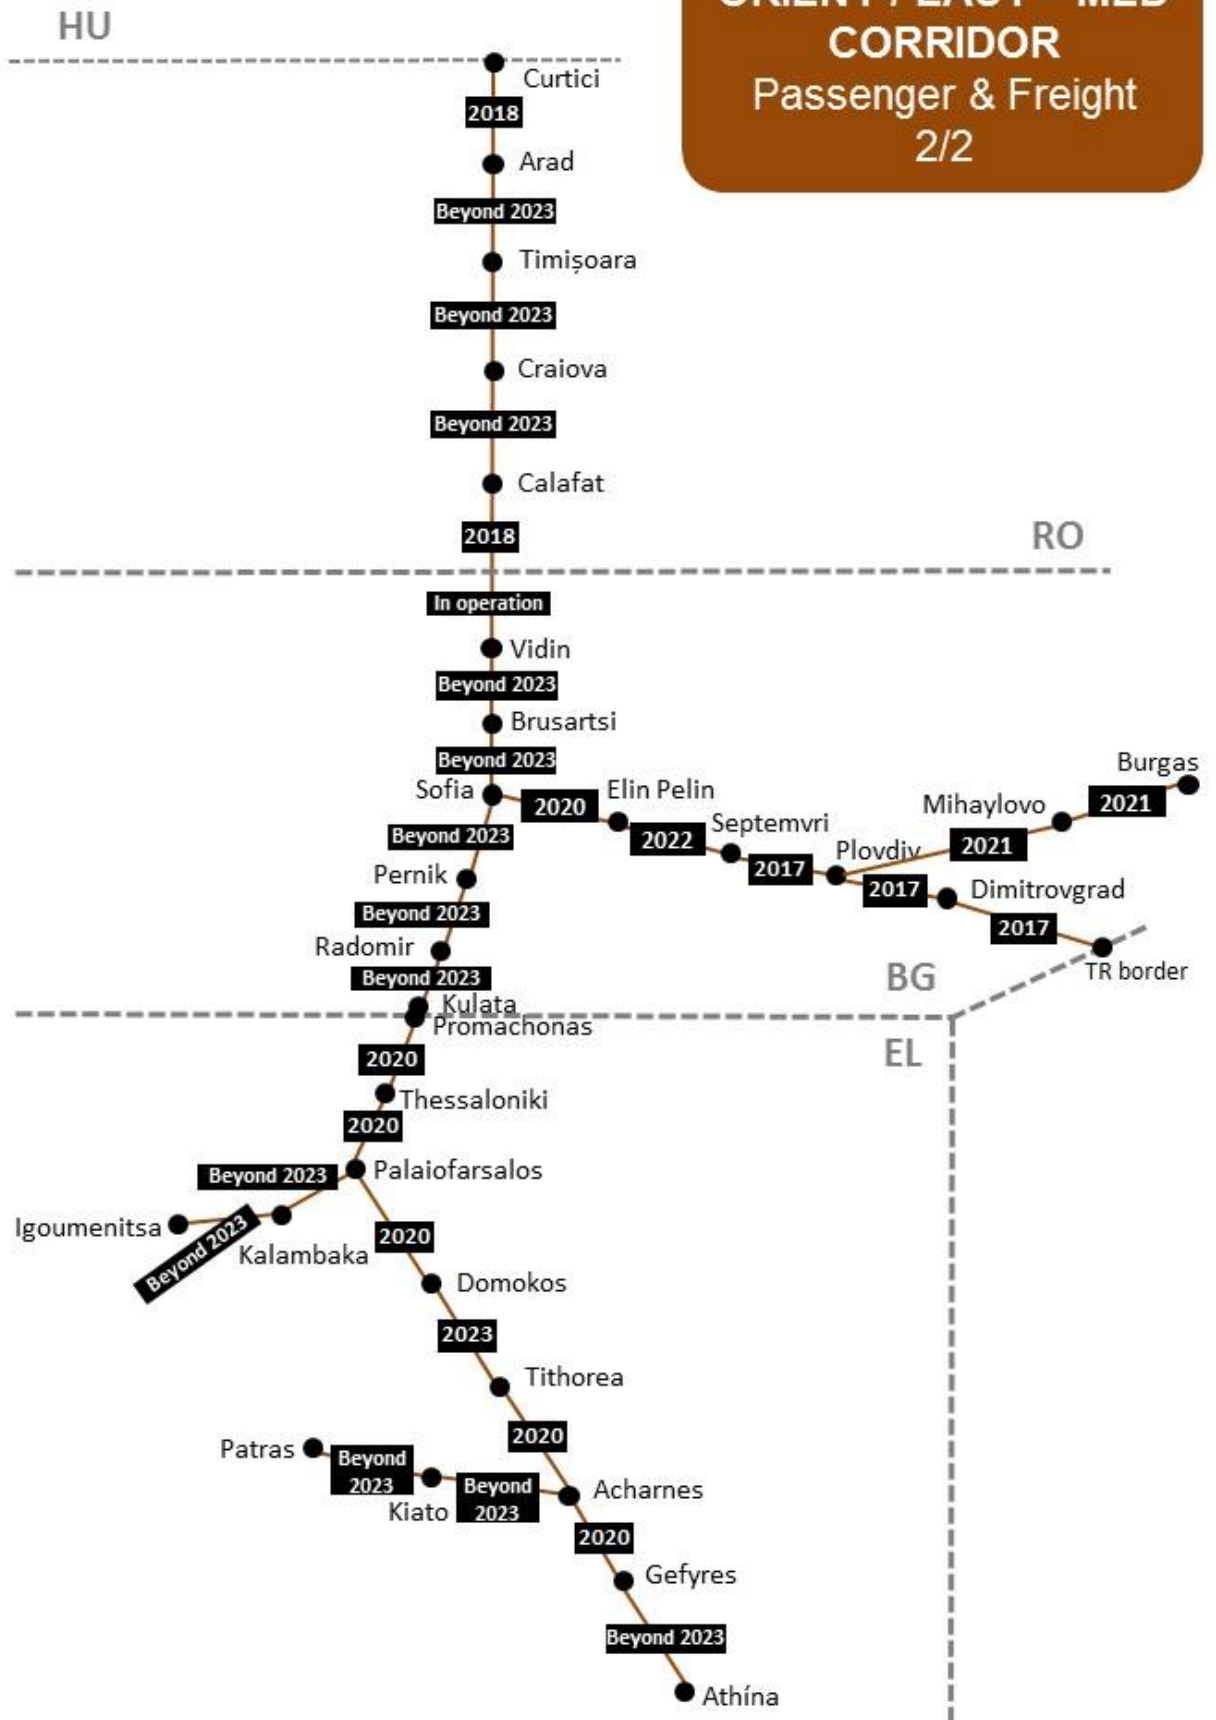 HU
ORIENT / EAST – MED
CORRIDOR
Passenger & Freight
2/2
Curtici
2018
Arad
Beyond 2023
Timișoara
Beyond 2023
Craiova
Beyond 2023
Calafat
2018
RO
In operation
Vidin
Beyond 2023
Brusartsi
Beyond 2023
Sofia
2020
Elin Pelin
2022
Septemvri
2017
Plovdiv
2021
Mihaylovo
2021
Burgas
2017
Dimitrovgrad
2017
TR border
Beyond 2023
Pernik
Beyond 2023
Radomir
Beyond 2023
BG
Kulata
Promachonas
EL
2020
Thessaloniki
2020
Palaiofarsalos
Beyond 2023
Igoumenitsa
Beyond 2023
Kalambaka
2020
Domokos
2023
Tithorea
2020
Patras
Beyond
2023
Kiato
Beyond
2023
Acharnes
2020
Gefyres
Beyond 2023
Athína